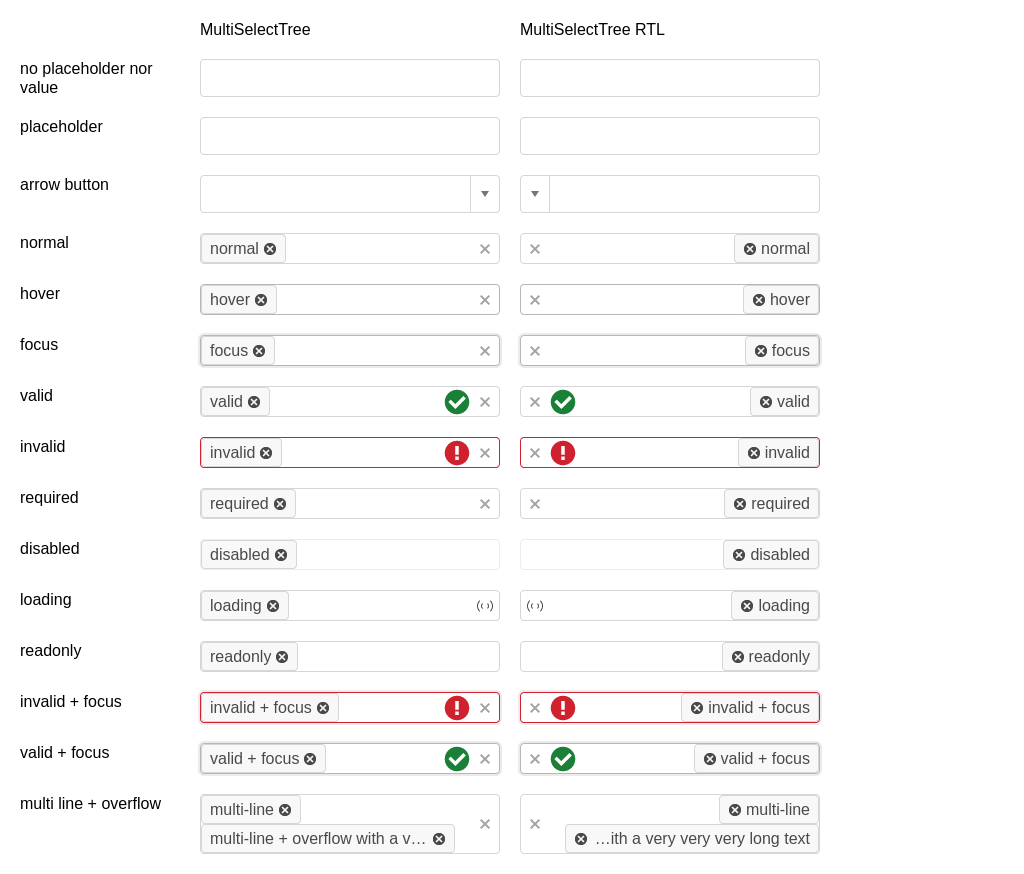 MultiSelectTree MultiSelectTree RTL
no placeholder nor
value
placeholder
arrow button
normal normal normal
hover hover hover
focus focus focus
valid valid valid
invalid invalid invalid
required required required
disabled disabled disabled
loading loading loading
readonly readonly readonly
invalid + focus invalid + focus invalid + focus
valid + focus valid + focus valid + focus
multi line + overflow multi-line multi-line
multi-line + overflow with a v… …ith a very very very long text